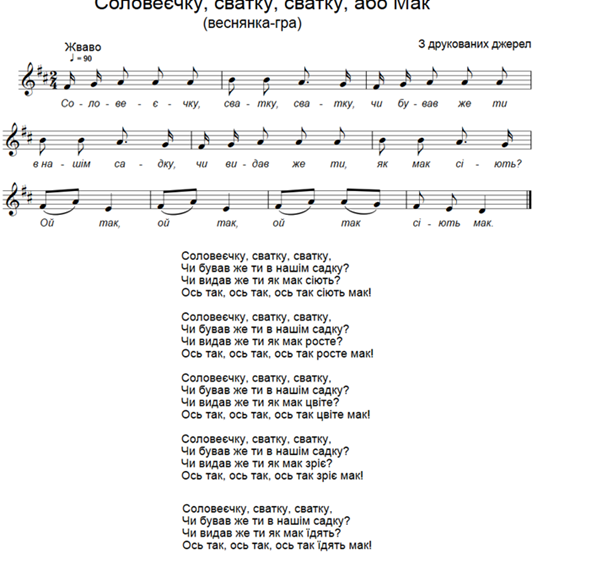 Соловеєчку, сватку, сватку, або Мак
(веснянка-гра)
Жваво
З друкованих джерел
♩ = 90
2
4
Со - ло - ве - є - чку, сва - тку, сва - тку, чи бу - вав же ти
в на - шім са - дку, чи ви - дав же ти, як мак сі - ють?
Ой так, ой так, ой так сі - ють мак.
Соловеєчку, сватку, сватку,
Чи бував же ти в нашім садку?
Чи видав же ти як мак сіють?
Ось так, ось так, ось так сіють мак!
Соловеєчку, сватку, сватку,
Чи бував же ти в нашім садку?
Чи видав же ти як мак росте?
Ось так, ось так, ось так росте мак!
Соловеєчку, сватку, сватку,
Чи бував же ти в нашім садку?
Чи видав же ти як мак цвіте?
Ось так, ось так, ось так цвіте мак!
Соловеєчку, сватку, сватку,
Чи бував же ти в нашім садку?
Чи видав же ти як мак зріє?
Ось так, ось так, ось так зріє мак!
Соловеєчку, сватку, сватку,
Чи бував же ти в нашім садку?
Чи видав же ти як мак їдять?
Ось так, ось так, ось так їдять мак!